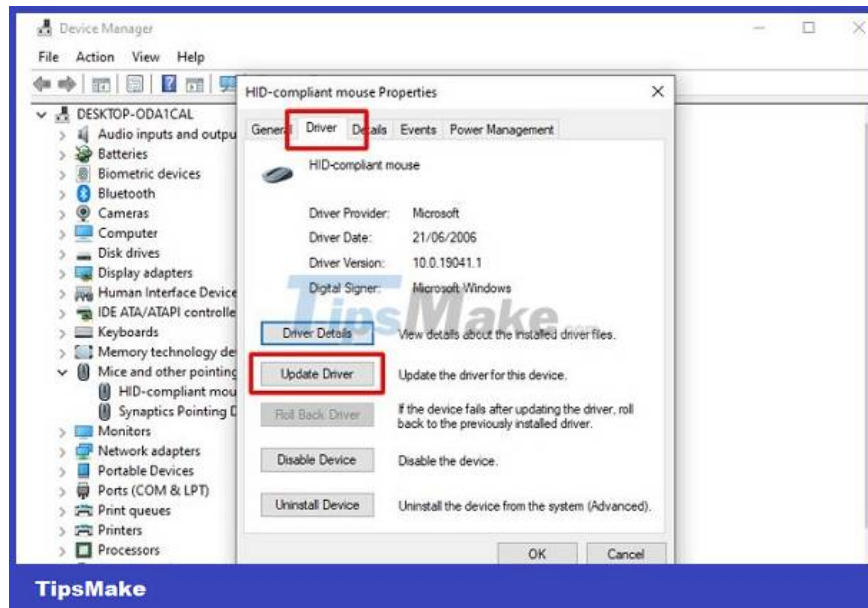 Device Manager
File Action View Help
DESKTOP-ODA1CAL
Audio inputs and outpu
Batteries
Biometric devices
Bluetooth
Cameras
Computer
Disk drives
Display adapters
Human Interface Device
IDE ATA/ATAPI controlle
Keyboards
Memory technology de
Mice and other pointing
HID-compliant mou
Synaptics Pointing D
Monitors
Network adapters
Portable Devices
Ports (COM & LPT)
Print queues
Printers
Processors
HID-compliant mouse Properties
General Driver Details Events Power Management
HID-compliant mouse
Driver Provider: Microsoft
Driver Date: 21/06/2006
Driver Version: 10.0.19041.1
Digital Signer: Microsoft Windows
TipsMake
Driver Details View details about the installed driver files.
Update Driver Update the driver for this device.
Roll Back Driver If the device fails after updating the driver, roll
back to the previously installed driver.
Disable Device Disable the device.
Uninstall Device Uninstall the device from the system (Advanced).
OK Cancel
TipsMake